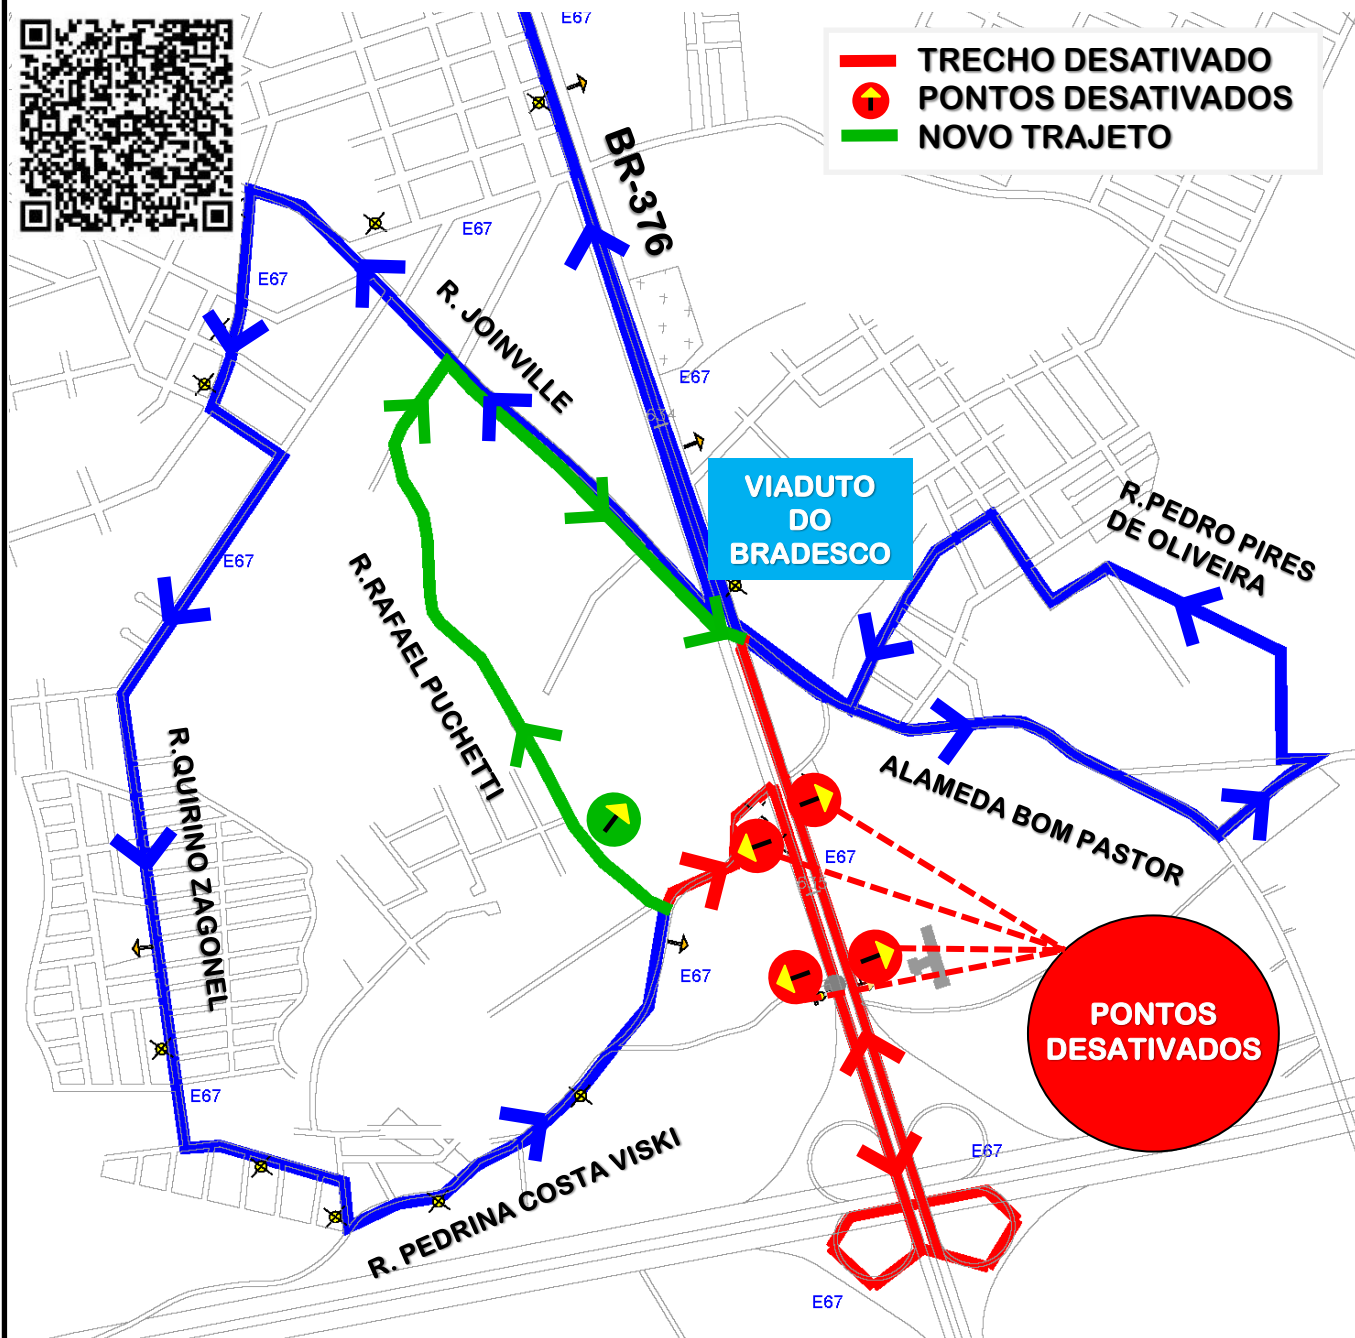 E67
TRECHO DESATIVADO
PONTOS DESATIVADOS
NOVO TRAJETO
BR-376
E67
E67
R. JOINVILLE
E67
VIADUTO
DO
BRADESCO
R.PEDRO PIRES
DE OLIVEIRA
E67
R.RAFAEL PUCHETTI
R.QUIRINO ZAGONEL
ALAMEDA BOM PASTOR
E67
E67
PONTOS
DESATIVADOS
E67
R. PEDRINA COSTA VISKI
E67
E67